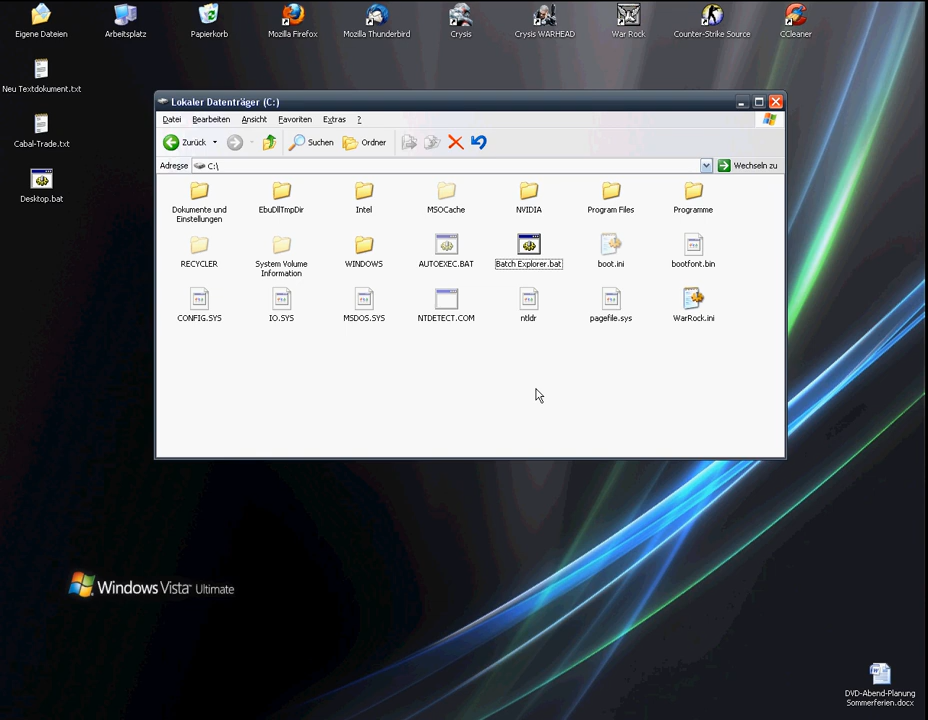 Eigene Dateien
Arbeitsplatz
Papierkorb
Mozilla Firefox
Mozilla Thunderbird
Crysis
Crysis WARHEAD
War Rock
Counter-Strike Source
CCleaner
Neu Textdokument.txt
Cabal-Trade.txt
Desktop.bat
Lokaler Datenträger (C:)
Datei Bearbeiten Ansicht Favoriten Extras ?
Zurück Suchen Ordner
Adresse C:\ Wechseln zu
Dokumente und
Einstellungen
EbuDllTmpDir
Intel
MSOCache
NVIDIA
Program Files
Programme
RECYCLER
System Volume
Information
WINDOWS
AUTOEXEC.BAT
Batch Explorer.bat
boot.ini
bootfont.bin
CONFIG.SYS
IO.SYS
MSDOS.SYS
NTDETECT.COM
ntldr
pagefile.sys
WarRock.ini
Windows Vista™ Ultimate
DVD-Abend-Planung
Sommerferien.docx